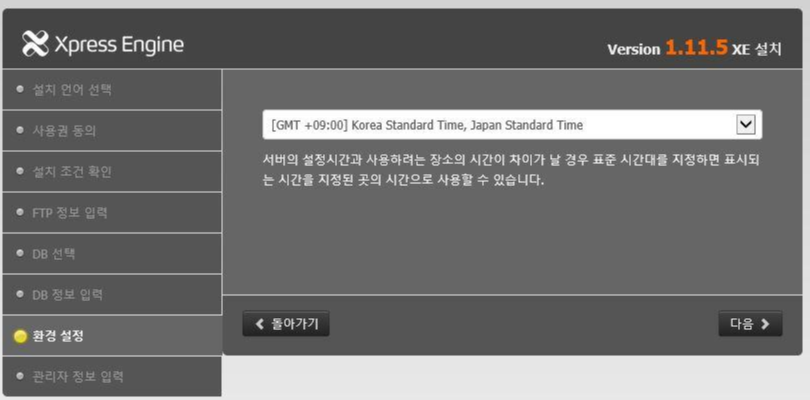 Xpress Engine
Version 1.11.5 XE 설치
설치 언어 선택
사용권 동의
설치 조건 확인
FTP 정보 입력
DB 선택
DB 정보 입력
환경 설정
관리자 정보 입력
[GMT +09:00] Korea Standard Time, Japan Standard Time
서버의 설정시간과 사용하려는 장소의 시간이 차이가 날 경우 표준 시간대를 지정하면 표시되
는 시간을 지정된 곳의 시간으로 사용할 수 있습니다.
돌아가기
다음